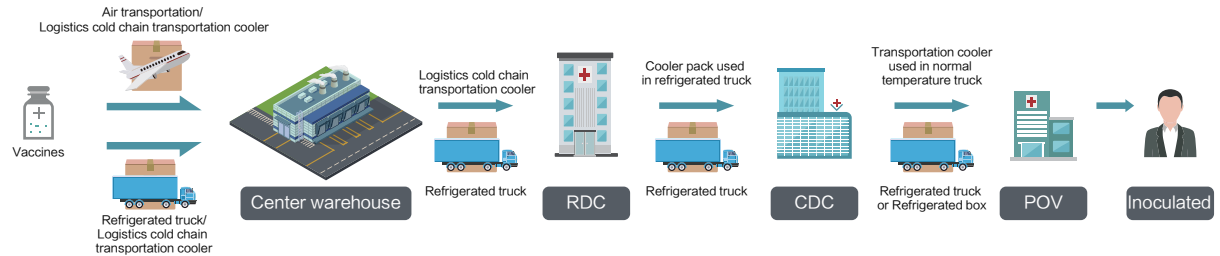 Air transportation/
Logistics cold chain transportation cooler
Vaccines
Refrigerated truck/
Logistics cold chain
transportation cooler
Center warehouse
Logistics cold chain
transportation cooler
Refrigerated truck
RDC
Cooler pack used
in refrigerated truck
Refrigerated truck
CDC
Transportation cooler
used in normal
temperature truck
Refrigerated truck
or Refrigerated box
POV
Inoculated